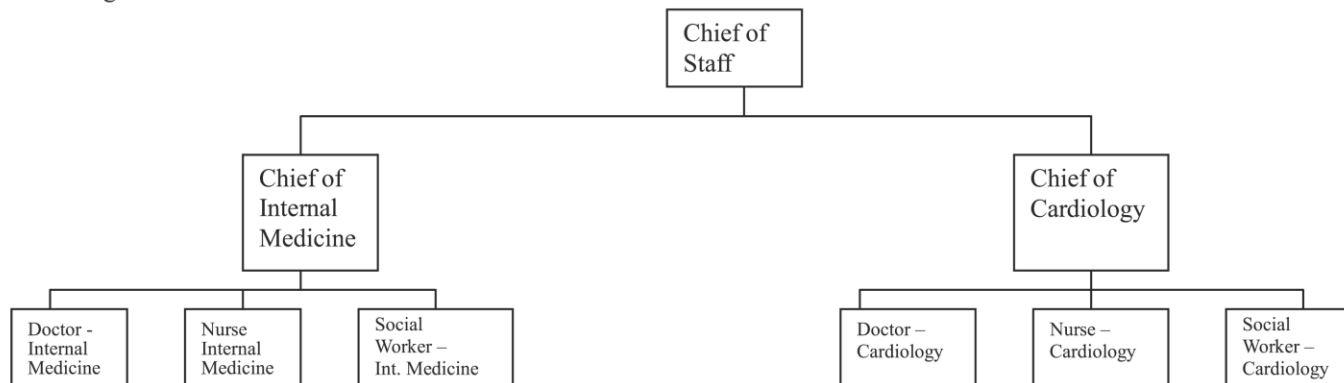 Chief of
Staff
Chief of
Internal
Medicine
Chief of
Cardiology
Doctor -
Internal
Medicine
Nurse
Internal
Medicine
Social
Worker –
Int. Medicine
Doctor –
Cardiology
Nurse –
Cardiology
Social
Worker –
Cardiology